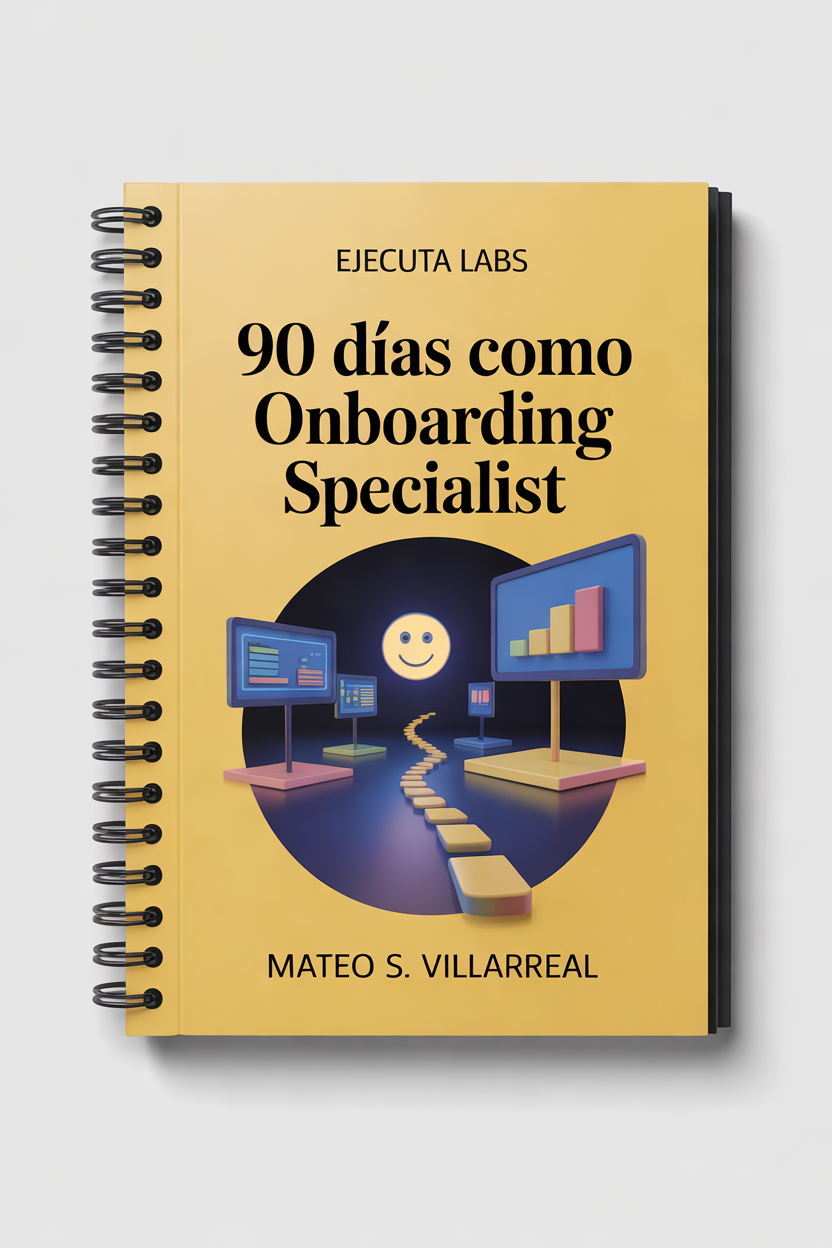 EJECUTA LABS
90 días como
Onboarding
Specialist
MATEO S. VILLARREAL